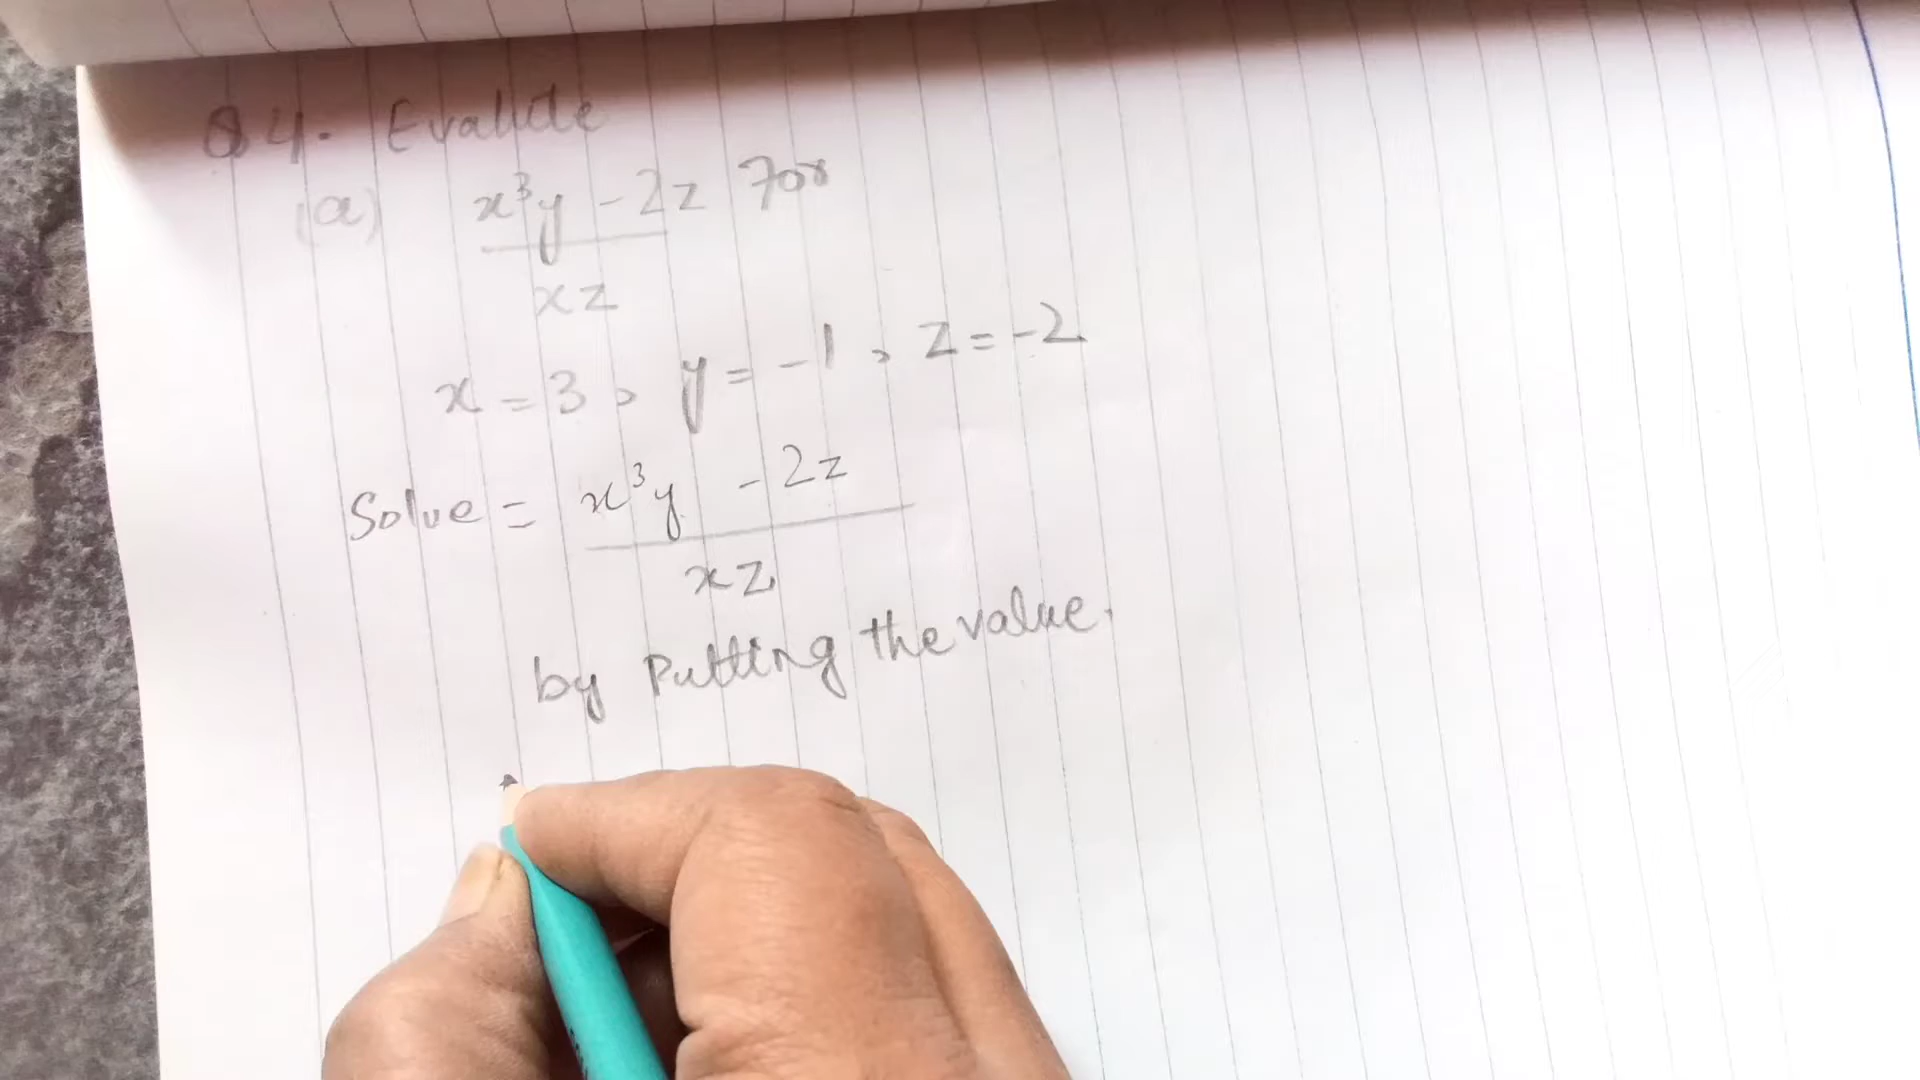 Q4. Evalute
(a) x³y - 2z for
xz
x = 3, y = -1, z = -2
Solve = x³y - 2z
xz
by Putting the value.